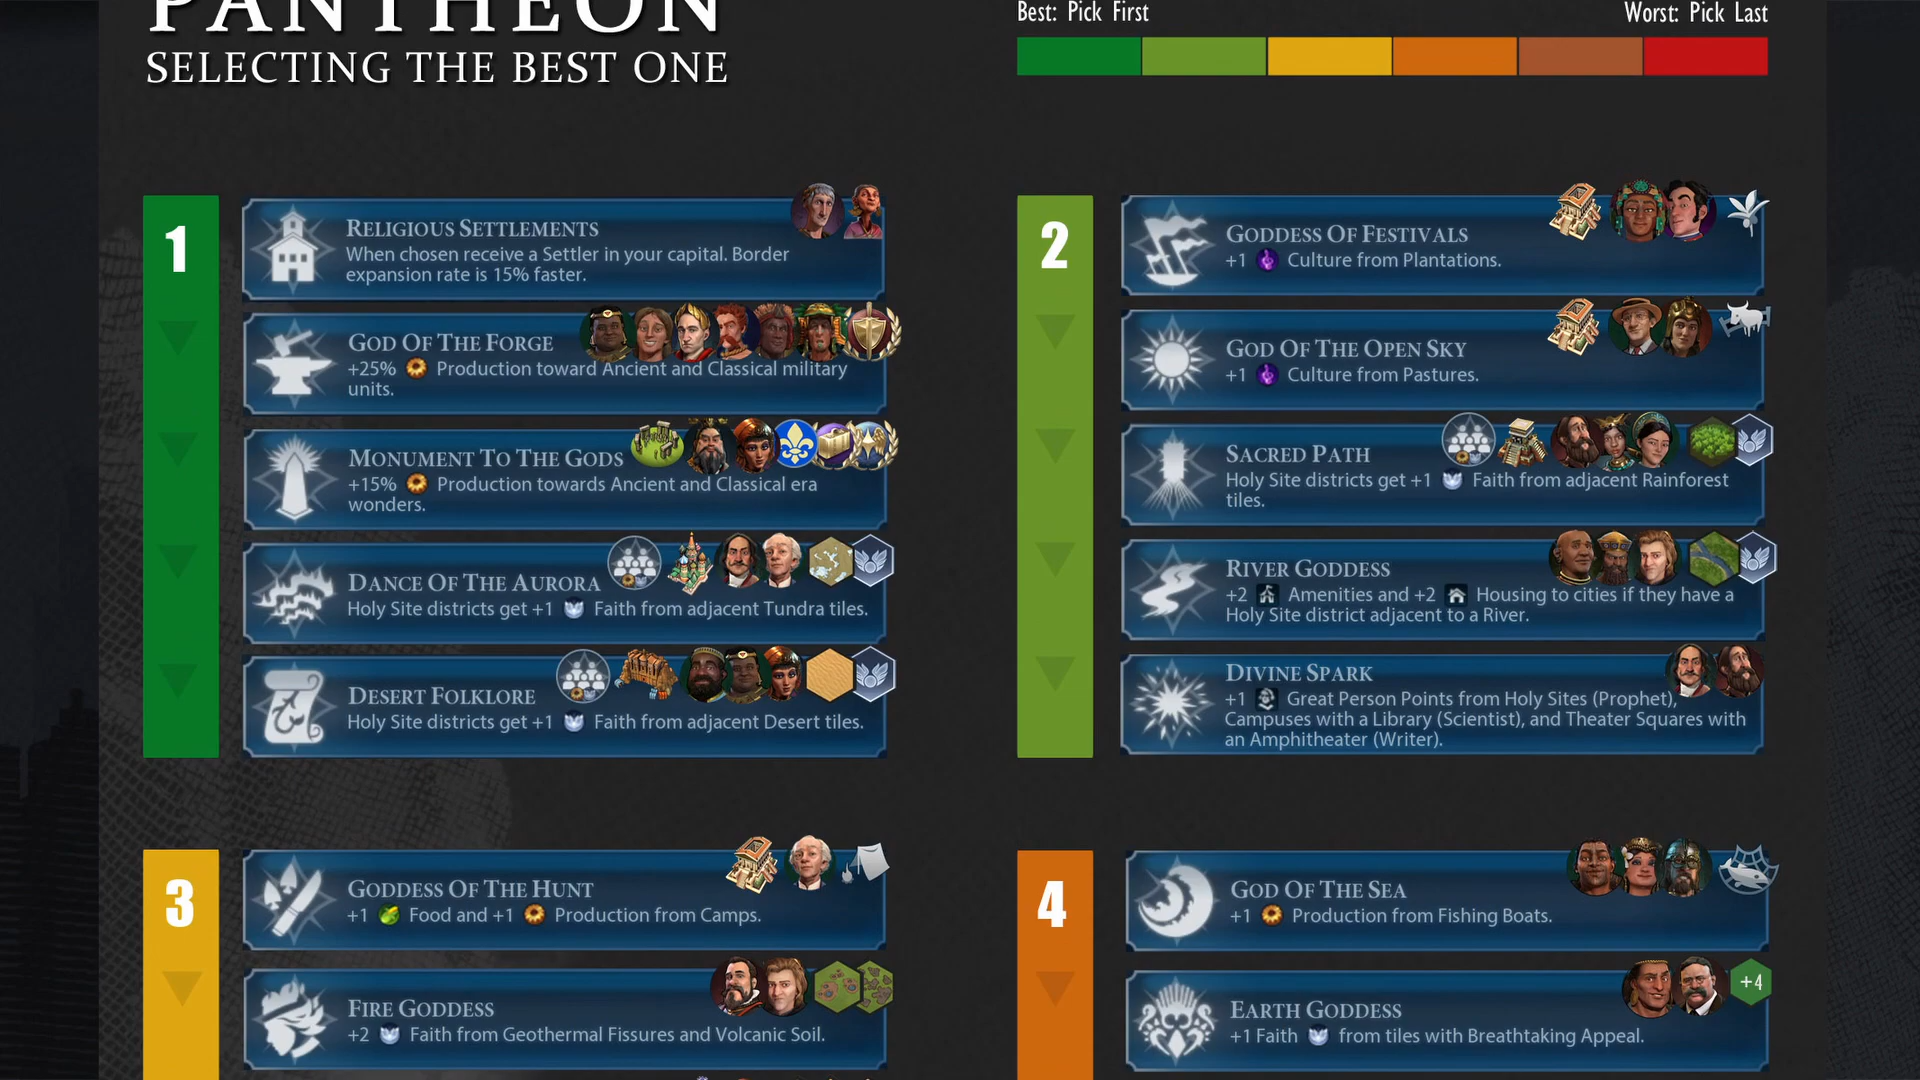 PANTHEON
SELECTING THE BEST ONE
Best: Pick First
Worst: Pick Last
1
RELIGIOUS SETTLEMENTS
When chosen receive a Settler in your capital. Border
expansion rate is 15% faster.
GOD OF THE FORGE
+25% Production toward Ancient and Classical military
units.
MONUMENT TO THE GODS
+15% Production towards Ancient and Classical era
wonders.
DANCE OF THE AURORA
Holy Site districts get +1 Faith from adjacent Tundra tiles.
DESERT FOLKLORE
Holy Site districts get +1 Faith from adjacent Desert tiles.
2
GODDESS OF FESTIVALS
+1 Culture from Plantations.
GOD OF THE OPEN SKY
+1 Culture from Pastures.
SACRED PATH
Holy Site districts get +1 Faith from adjacent Rainforest
tiles.
RIVER GODDESS
+2 Amenities and +2 Housing to cities if they have a
Holy Site district adjacent to a River.
DIVINE SPARK
+1 Great Person Points from Holy Sites (Prophet),
Campuses with a Library (Scientist), and Theater Squares with
an Amphitheater (Writer).
3
GODDESS OF THE HUNT
+1 Food and +1 Production from Camps.
FIRE GODDESS
+2 Faith from Geothermal Fissures and Volcanic Soil.
4
GOD OF THE SEA
+1 Production from Fishing Boats.
EARTH GODDESS
+4
+1 Faith from tiles with Breathtaking Appeal.